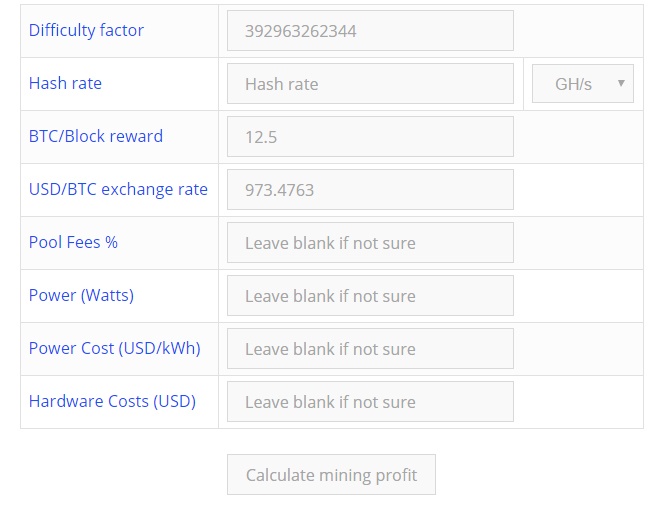 Difficulty factor 392963262344
Hash rate Hash rate GH/s
BTC/Block reward 12.5
USD/BTC exchange rate 973.4763
Pool Fees % Leave blank if not sure
Power (Watts) Leave blank if not sure
Power Cost (USD/kWh) Leave blank if not sure
Hardware Costs (USD) Leave blank if not sure
Calculate mining profit